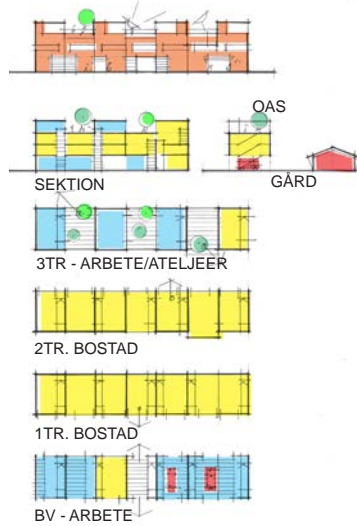 OAS
SEKTION
GÅRD
3TR - ARBETE/ATELJEER
2TR. BOSTAD
1TR. BOSTAD
BV - ARBETE